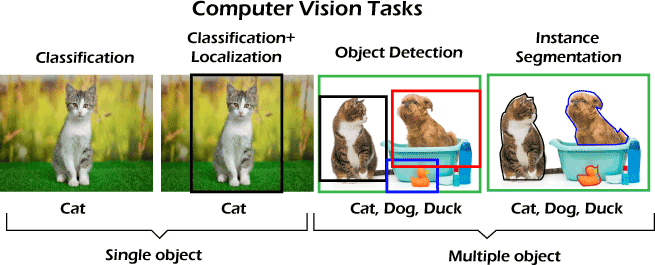 Computer Vision Tasks
Classification
Classification+
Localization
Object Detection
Instance
Segmentation
Cat
Cat
Cat, Dog, Duck
Cat, Dog, Duck
Single object
Multiple object